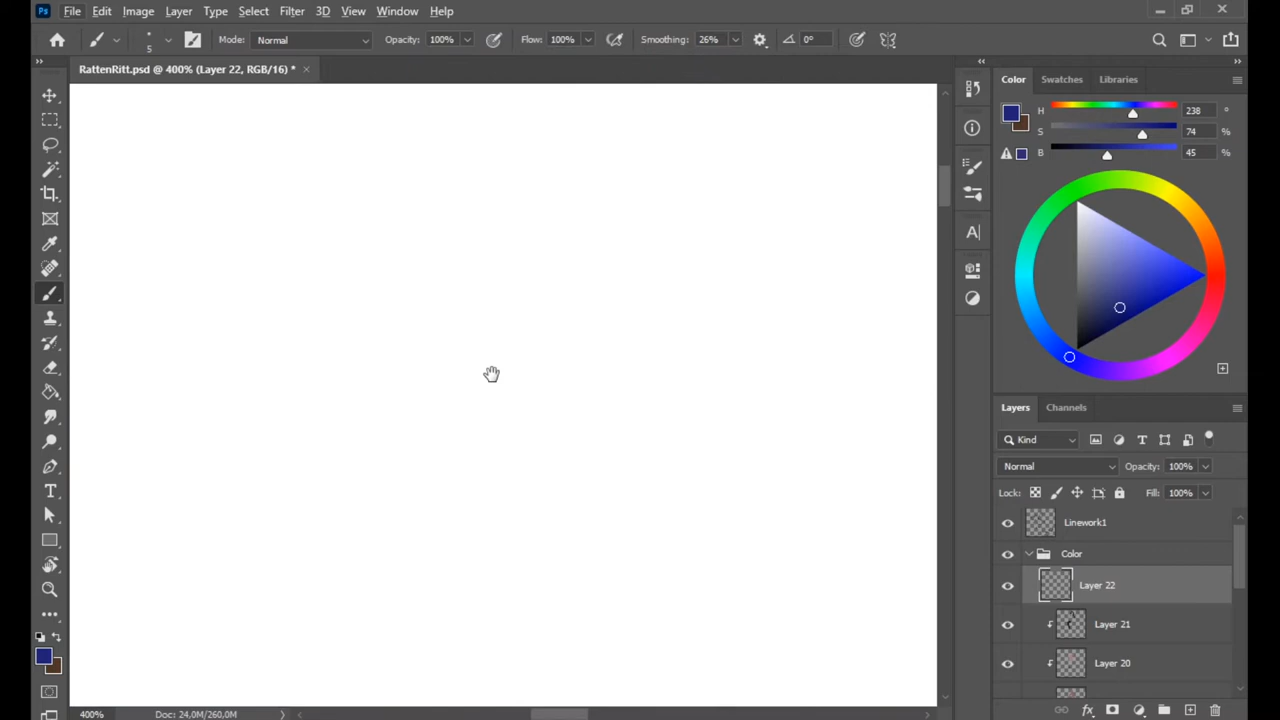 Ps File Edit Image Layer Type Select Filter 3D View Window Help
5 Mode: Normal Opacity: 100% Flow: 100% Smoothing: 26% 0°
RattenRitt.psd @ 400% (Layer 22, RGB/16) * ×
Color Swatches Libraries
H 238 °
S 74 %
B 45 %
Layers Channels
Kind
Normal Opacity: 100%
Lock: Fill: 100%
Linework1
Color
Layer 22
Layer 21
Layer 20
400% Doc: 24,0M/260,0M